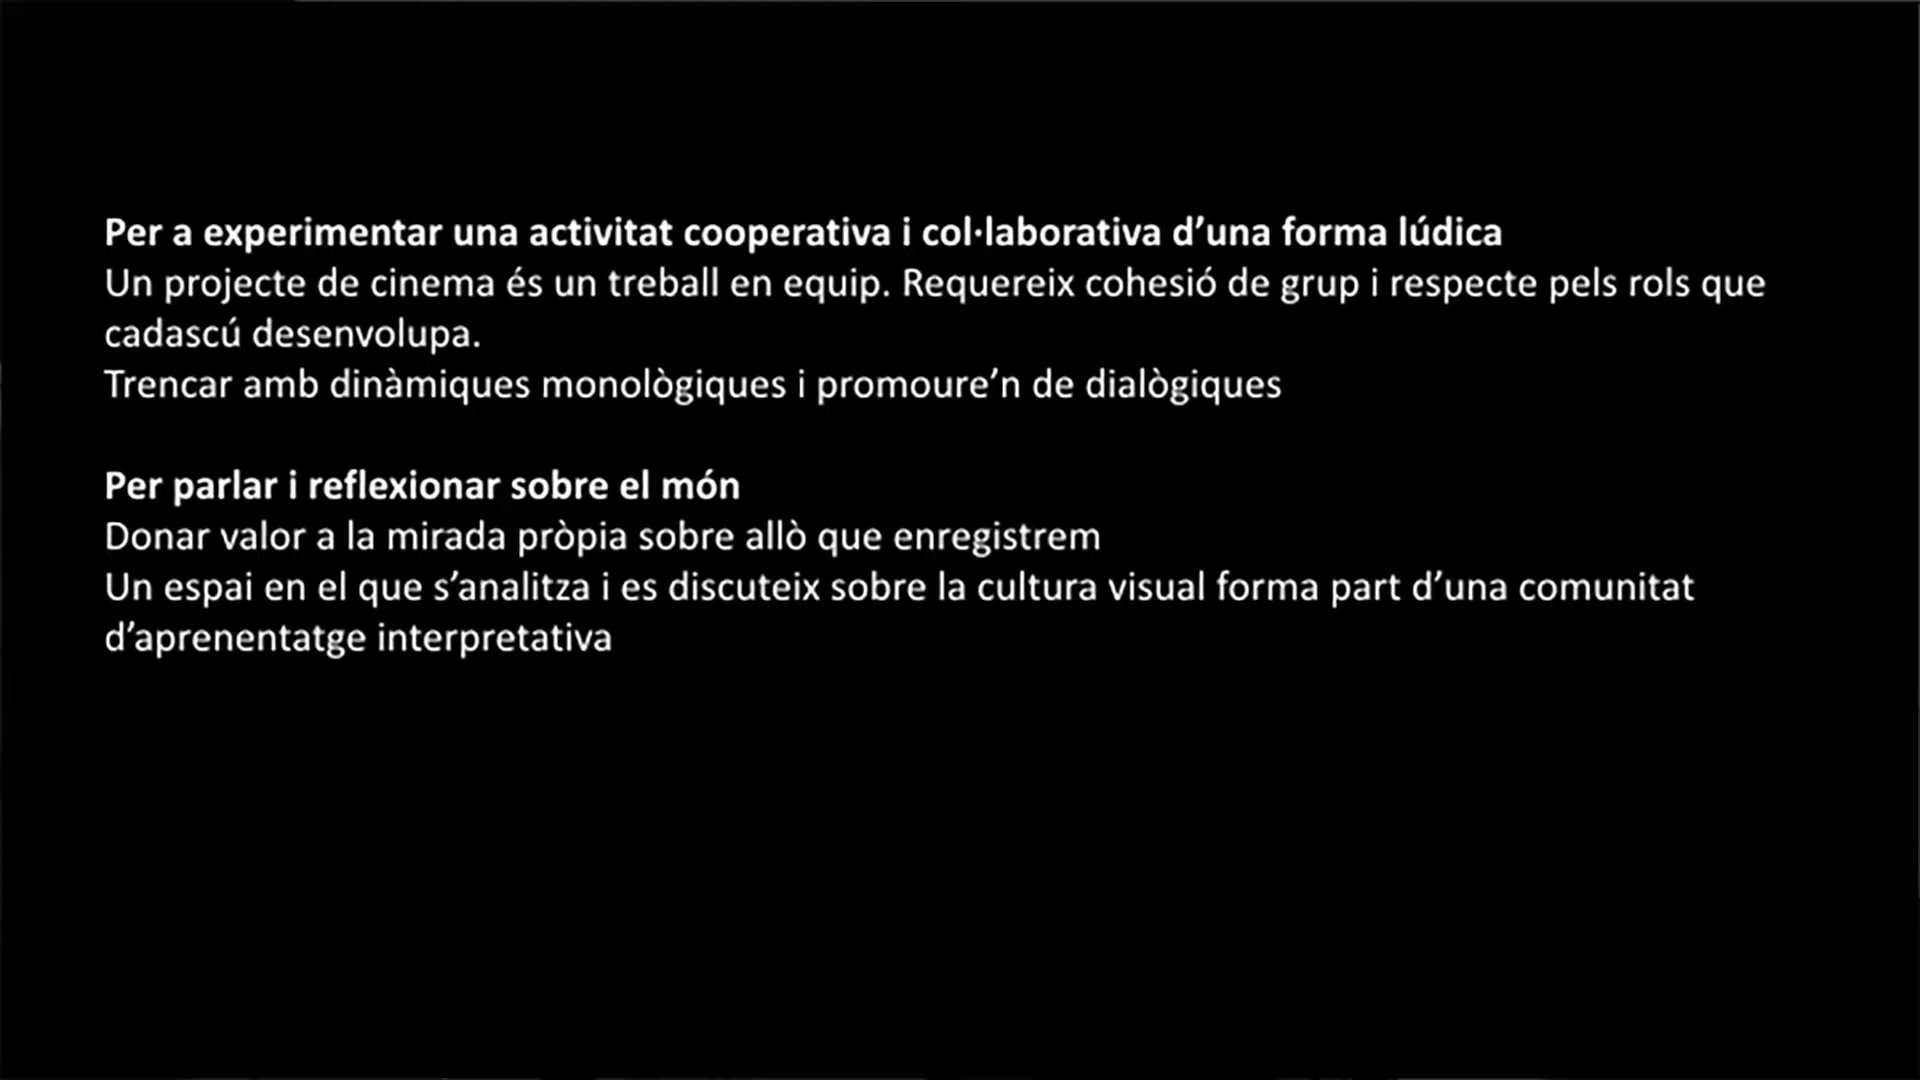 Per a experimentar una activitat cooperativa i col·laborativa d’una forma lúdica
Un projecte de cinema és un treball en equip. Requereix cohesió de grup i respecte pels rols que
cadascú desenvolupa.
Trencar amb dinàmiques monològiques i promoure’n de dialògiques
Per parlar i reflexionar sobre el món
Donar valor a la mirada pròpia sobre allò que enregistrem
Un espai en el que s’analitza i es discuteix sobre la cultura visual forma part d’una comunitat
d’aprenentatge interpretativa